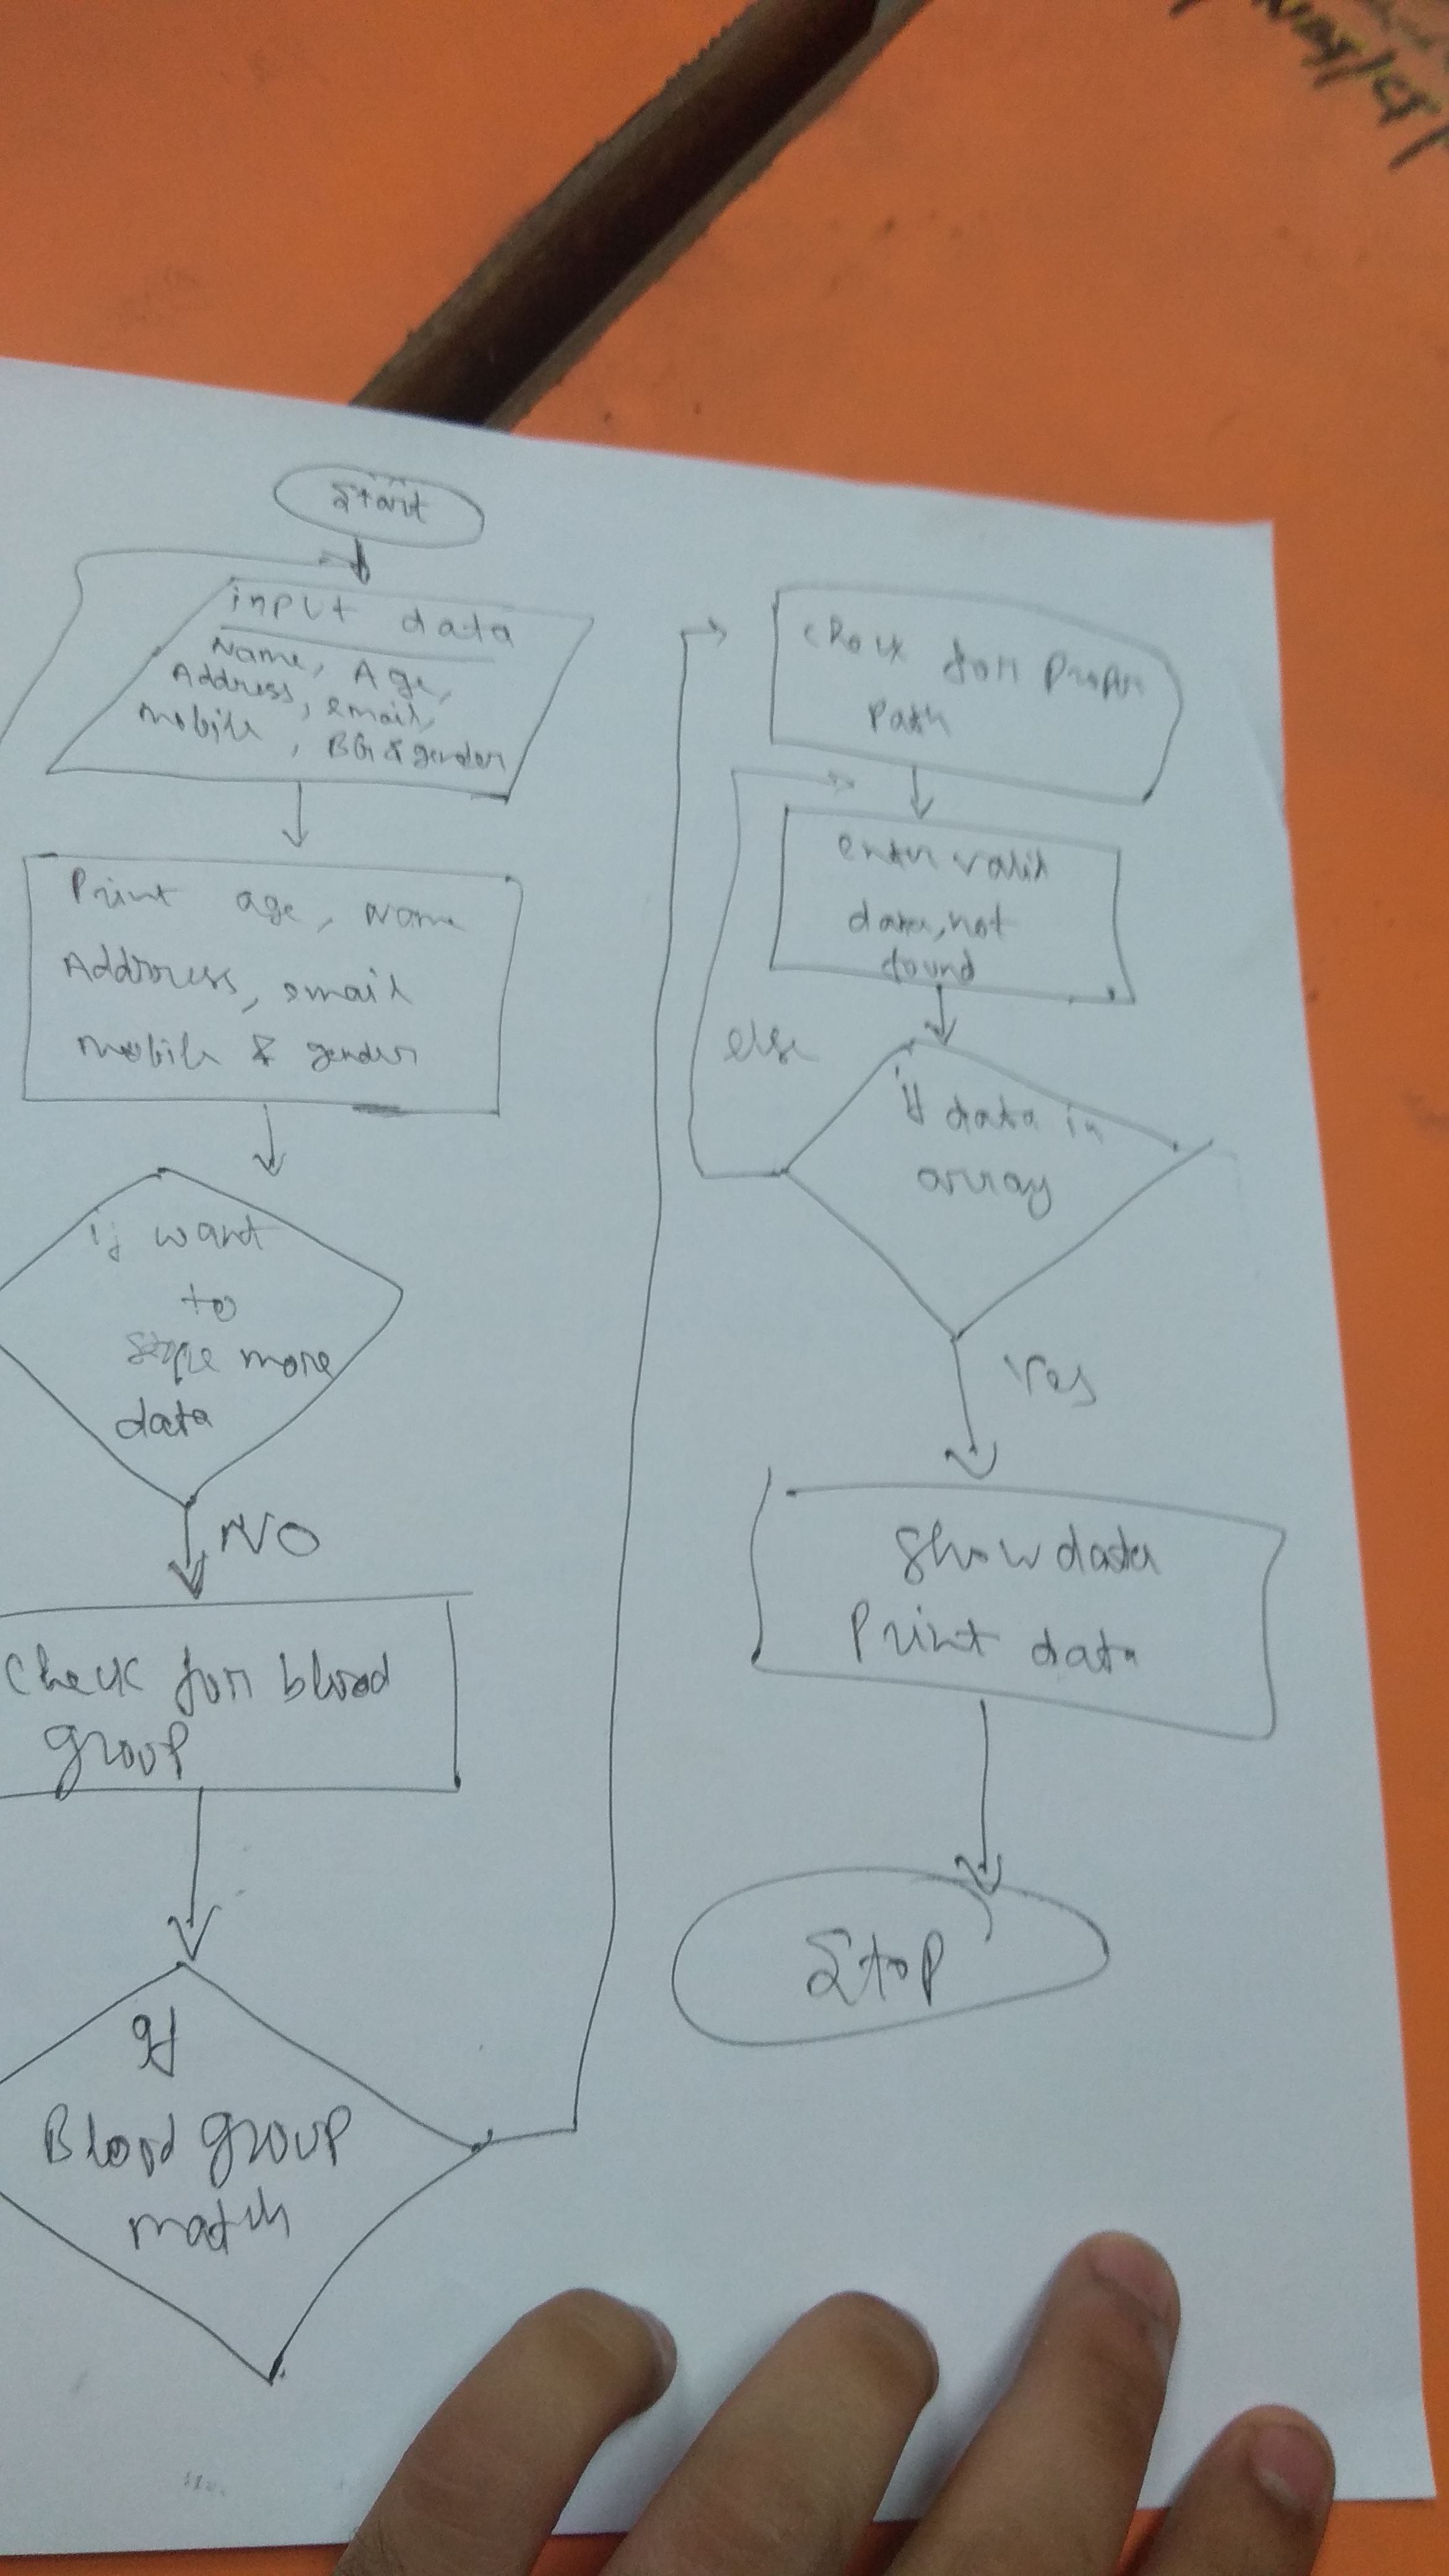 Start
input data
Name, Age,
Address, email,
mobile, BG & gender
Print age, Name
Address, email
mobile & gender
if want
to
store more
data
NO
Check for blood
group
If
Blood group
match
check for proper
path
enter valid
data, not
found
else
if data in
array
Yes
Show data
Print data
Stop